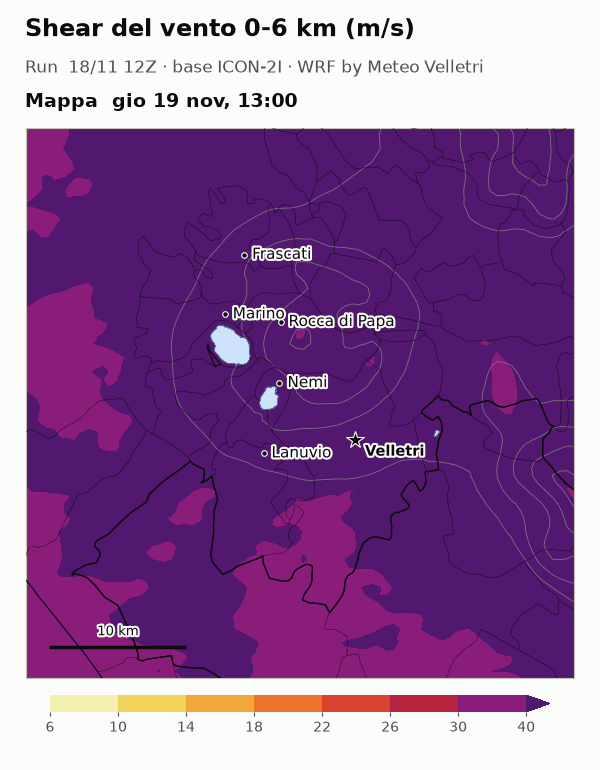 Shear del vento 0-6 km (m/s)
Run  18/11 12Z · base ICON-2I · WRF by Meteo Velletri
Mappa  gio 19 nov, 13:00
Frascati
Marino
Rocca di Papa
Nemi
Velletri
Lanuvio
10 km
6 10 14 18 22 26 30 40